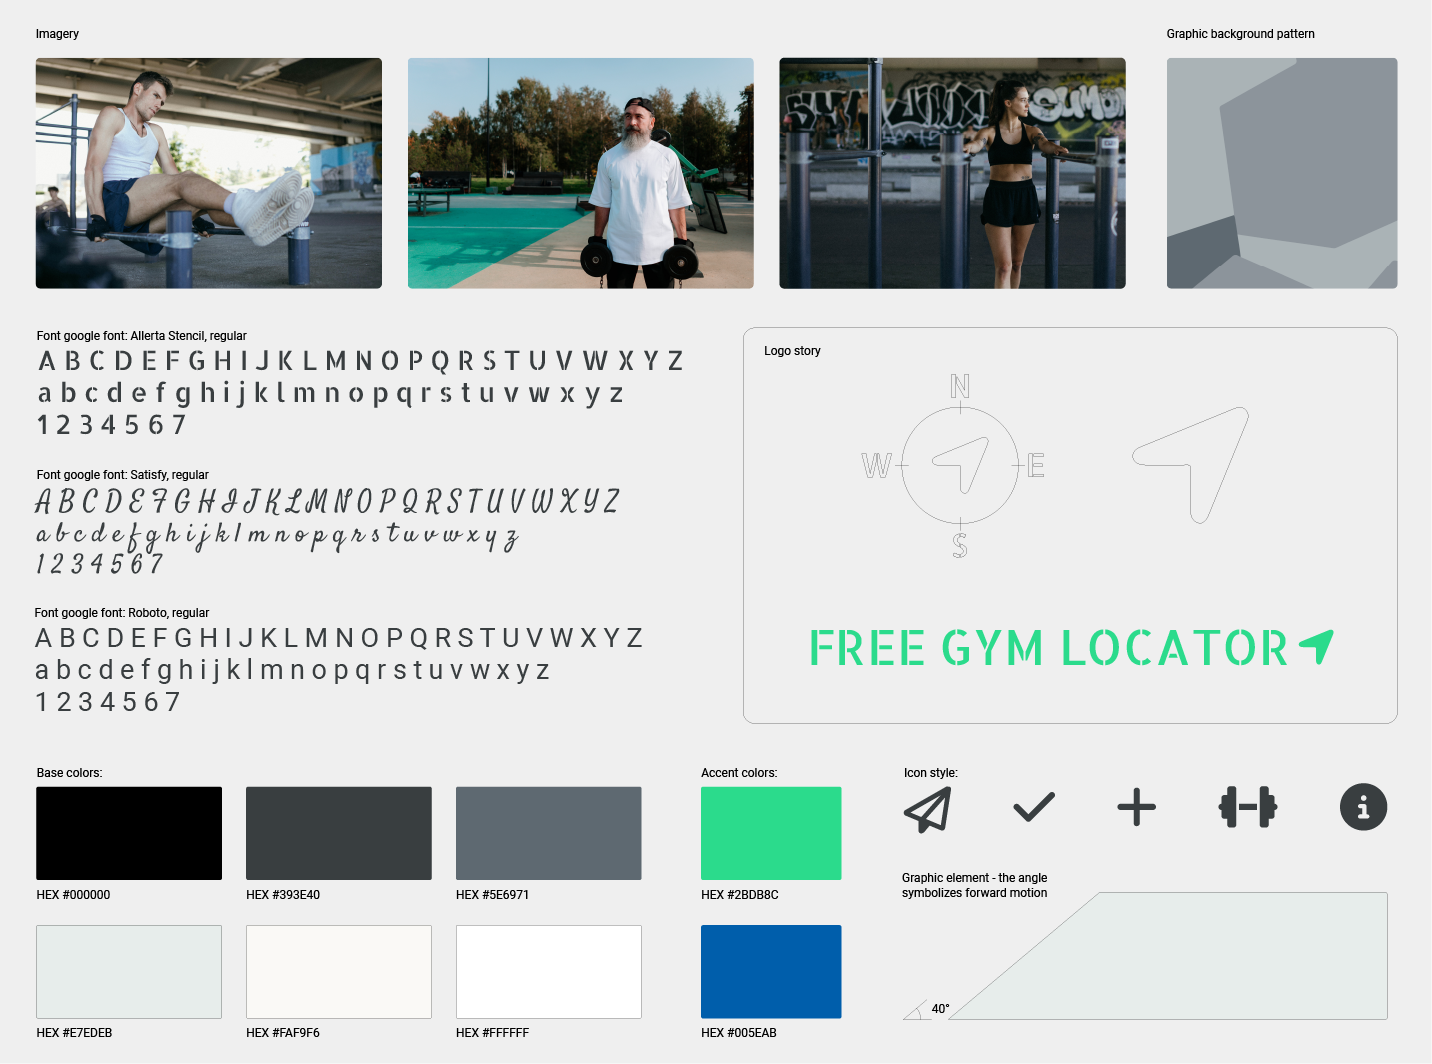 Imagery
Graphic background pattern
Font google font: Allerta Stencil, regular
A B C D E F G H I J K L M N O P Q R S T U V W X Y Z
a b c d e f g h i j k l m n o p q r s t u v w x y z
1 2 3 4 5 6 7
Font google font: Satisfy, regular
A B C D E F G H I J K L M N O P Q R S T U V W X Y Z
a b c d e f g h i j k l m n o p q r s t u v w x y z
1 2 3 4 5 6 7
Font google font: Roboto, regular
A B C D E F G H I J K L M N O P Q R S T U V W X Y Z
a b c d e f g h i j k l m n o p q r s t u v w x y z
1 2 3 4 5 6 7
Logo story
N
W
E
S
FREE GYM LOCATOR
Base colors:
HEX #000000
HEX #393E40
HEX #5E6971
HEX #E7EDEB
HEX #FAF9F6
HEX #FFFFFF
Accent colors:
HEX #2BDB8C
HEX #005EAB
Icon style:
i
Graphic element - the angle
symbolizes forward motion
40°